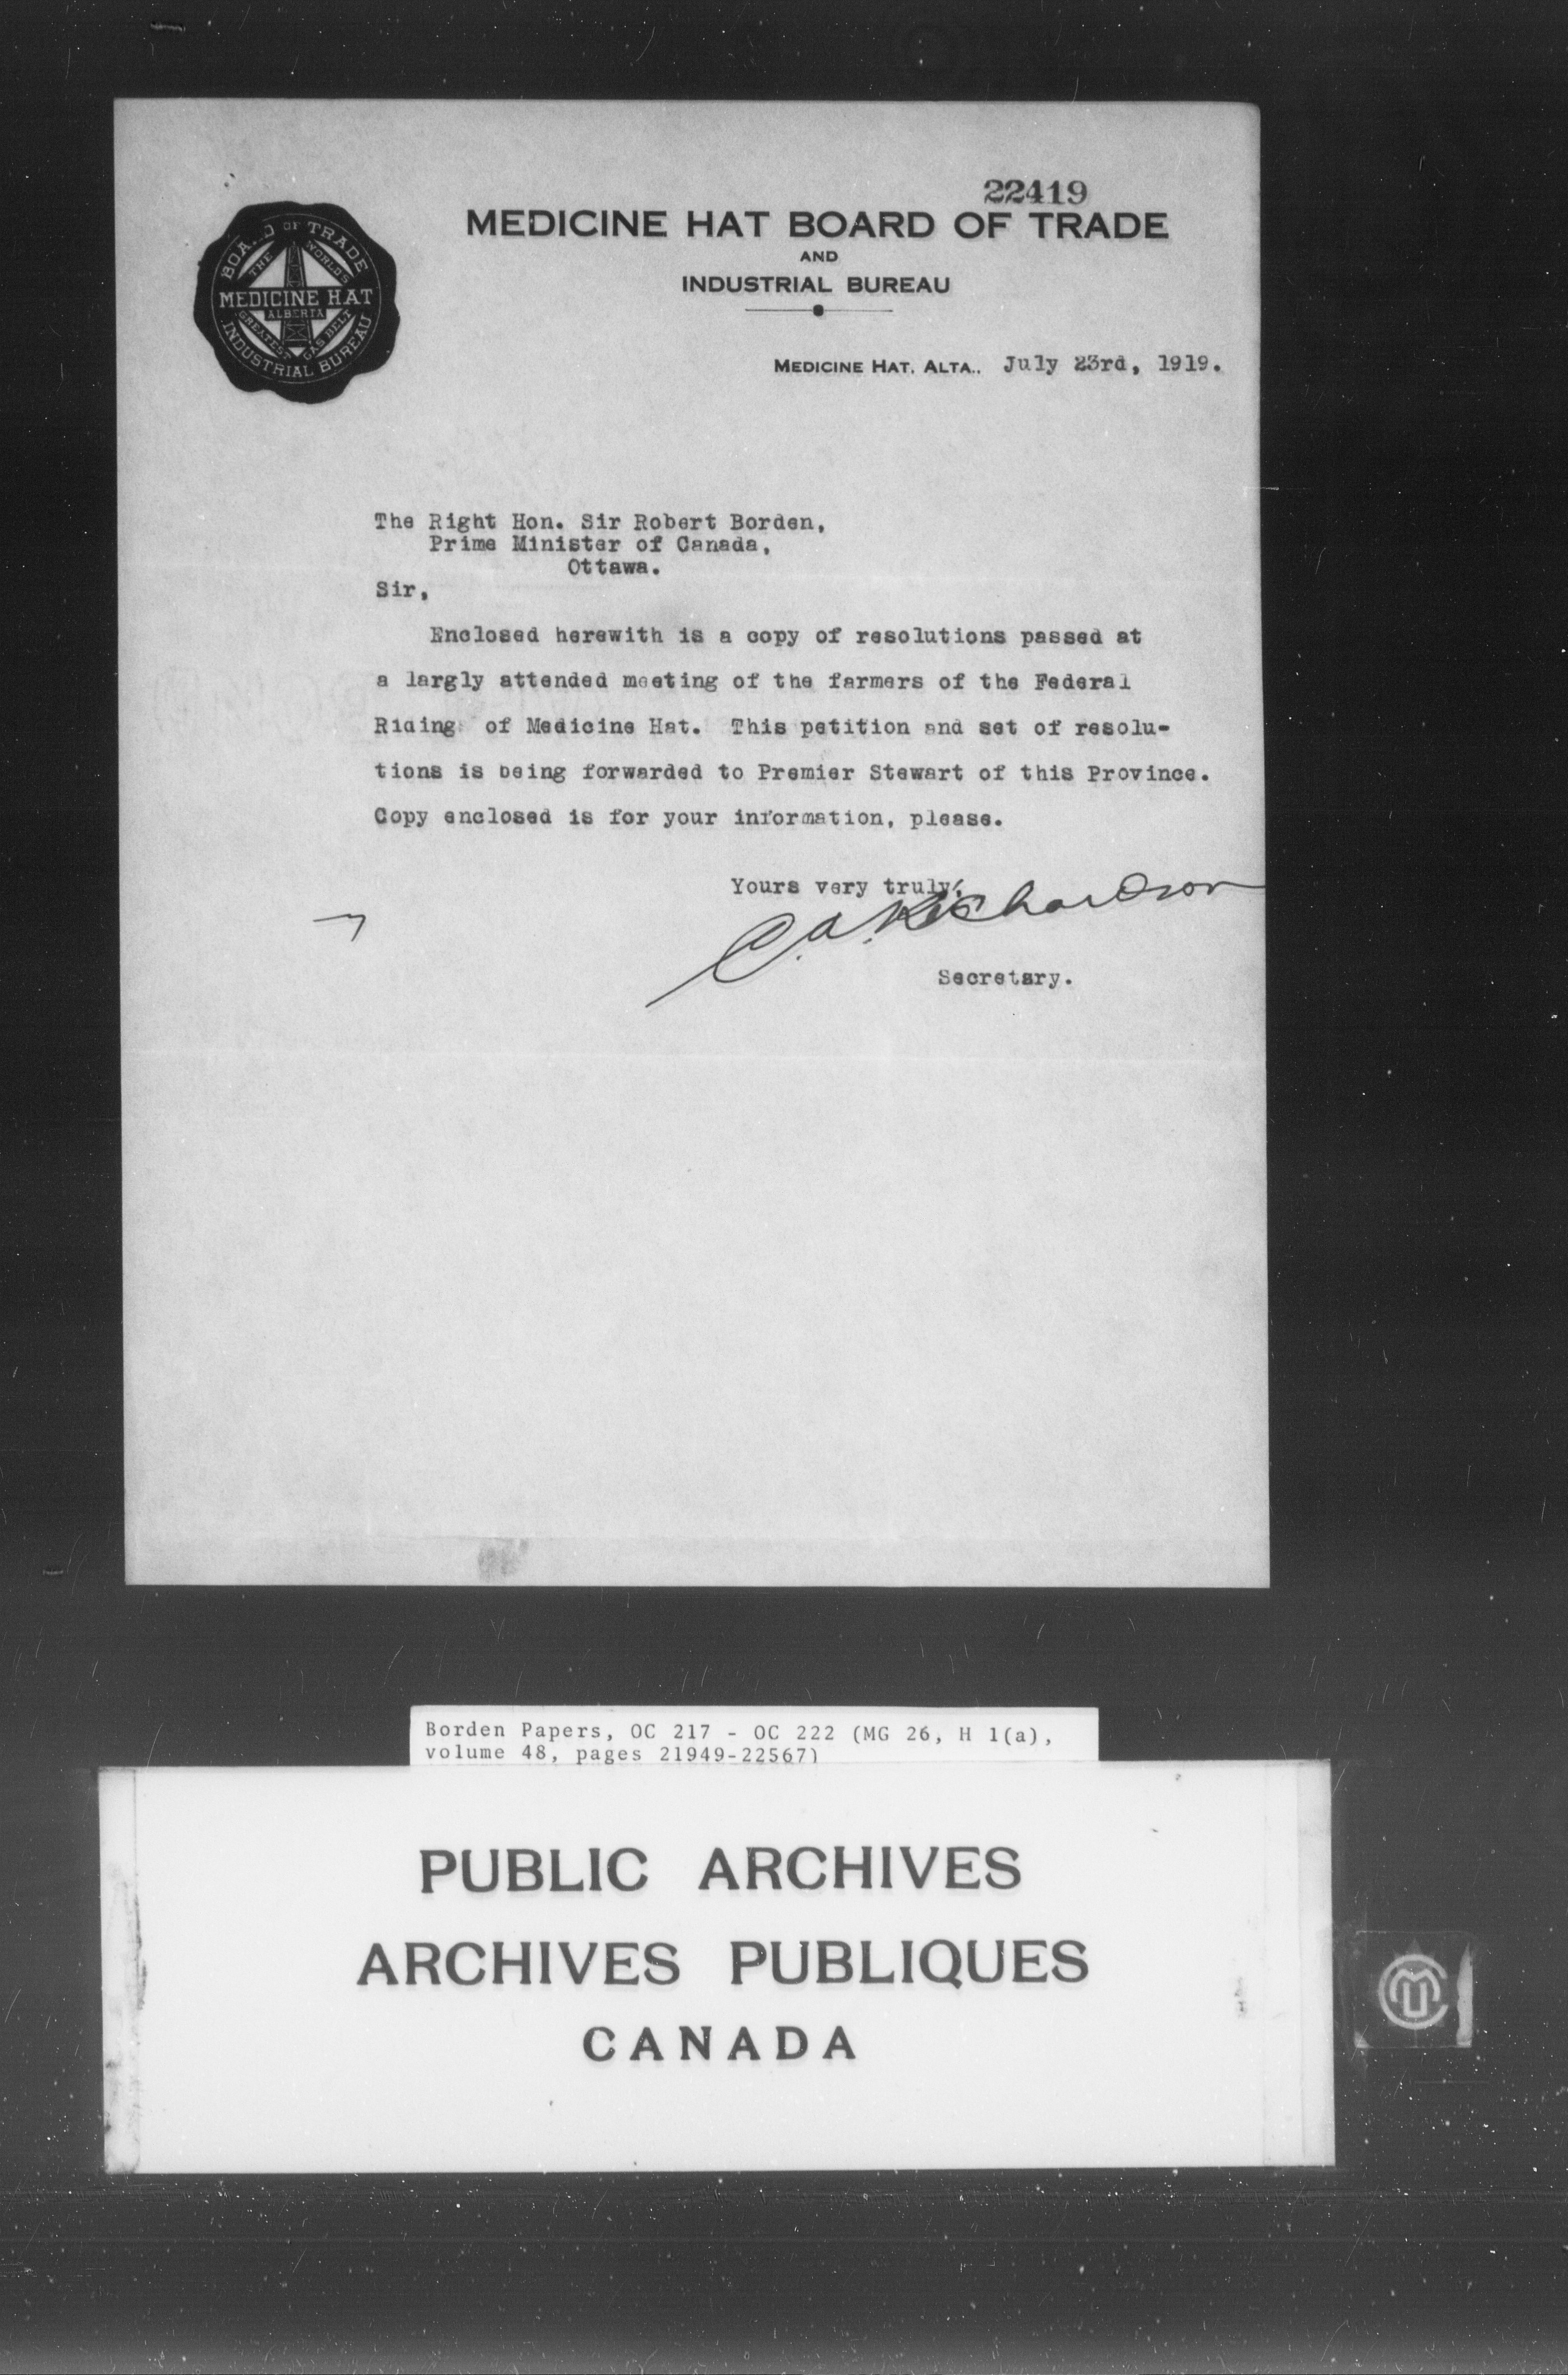 22419
MEDICINE HAT BOARD OF TRADE
AND
INDUSTRIAL BUREAU
BOARD OF TRADE
THE WORLD'S
MEDICINE HAT
ALBERTA
GREATEST GAS BELT
INDUSTRIAL BUREAU
MEDICINE HAT, ALTA., July 23rd, 1919.
The Right Hon. Sir Robert Borden,
Prime Minister of Canada,
Ottawa.
Sir,
Enclosed herewith is a copy of resolutions passed at
a largly attended meeting of the farmers of the Federal
Riding of Medicine Hat. This petition and set of resolu-
tions is being forwarded to Premier Stewart of this Province.
Copy enclosed is for your information, please.
Yours very truly,
C.A. Richardson
Secretary.
Borden Papers, OC 217 - OC 222 (MG 26, H 1(a),
volume 48, pages 21949-22567)
PUBLIC ARCHIVES
ARCHIVES PUBLIQUES
CANADA